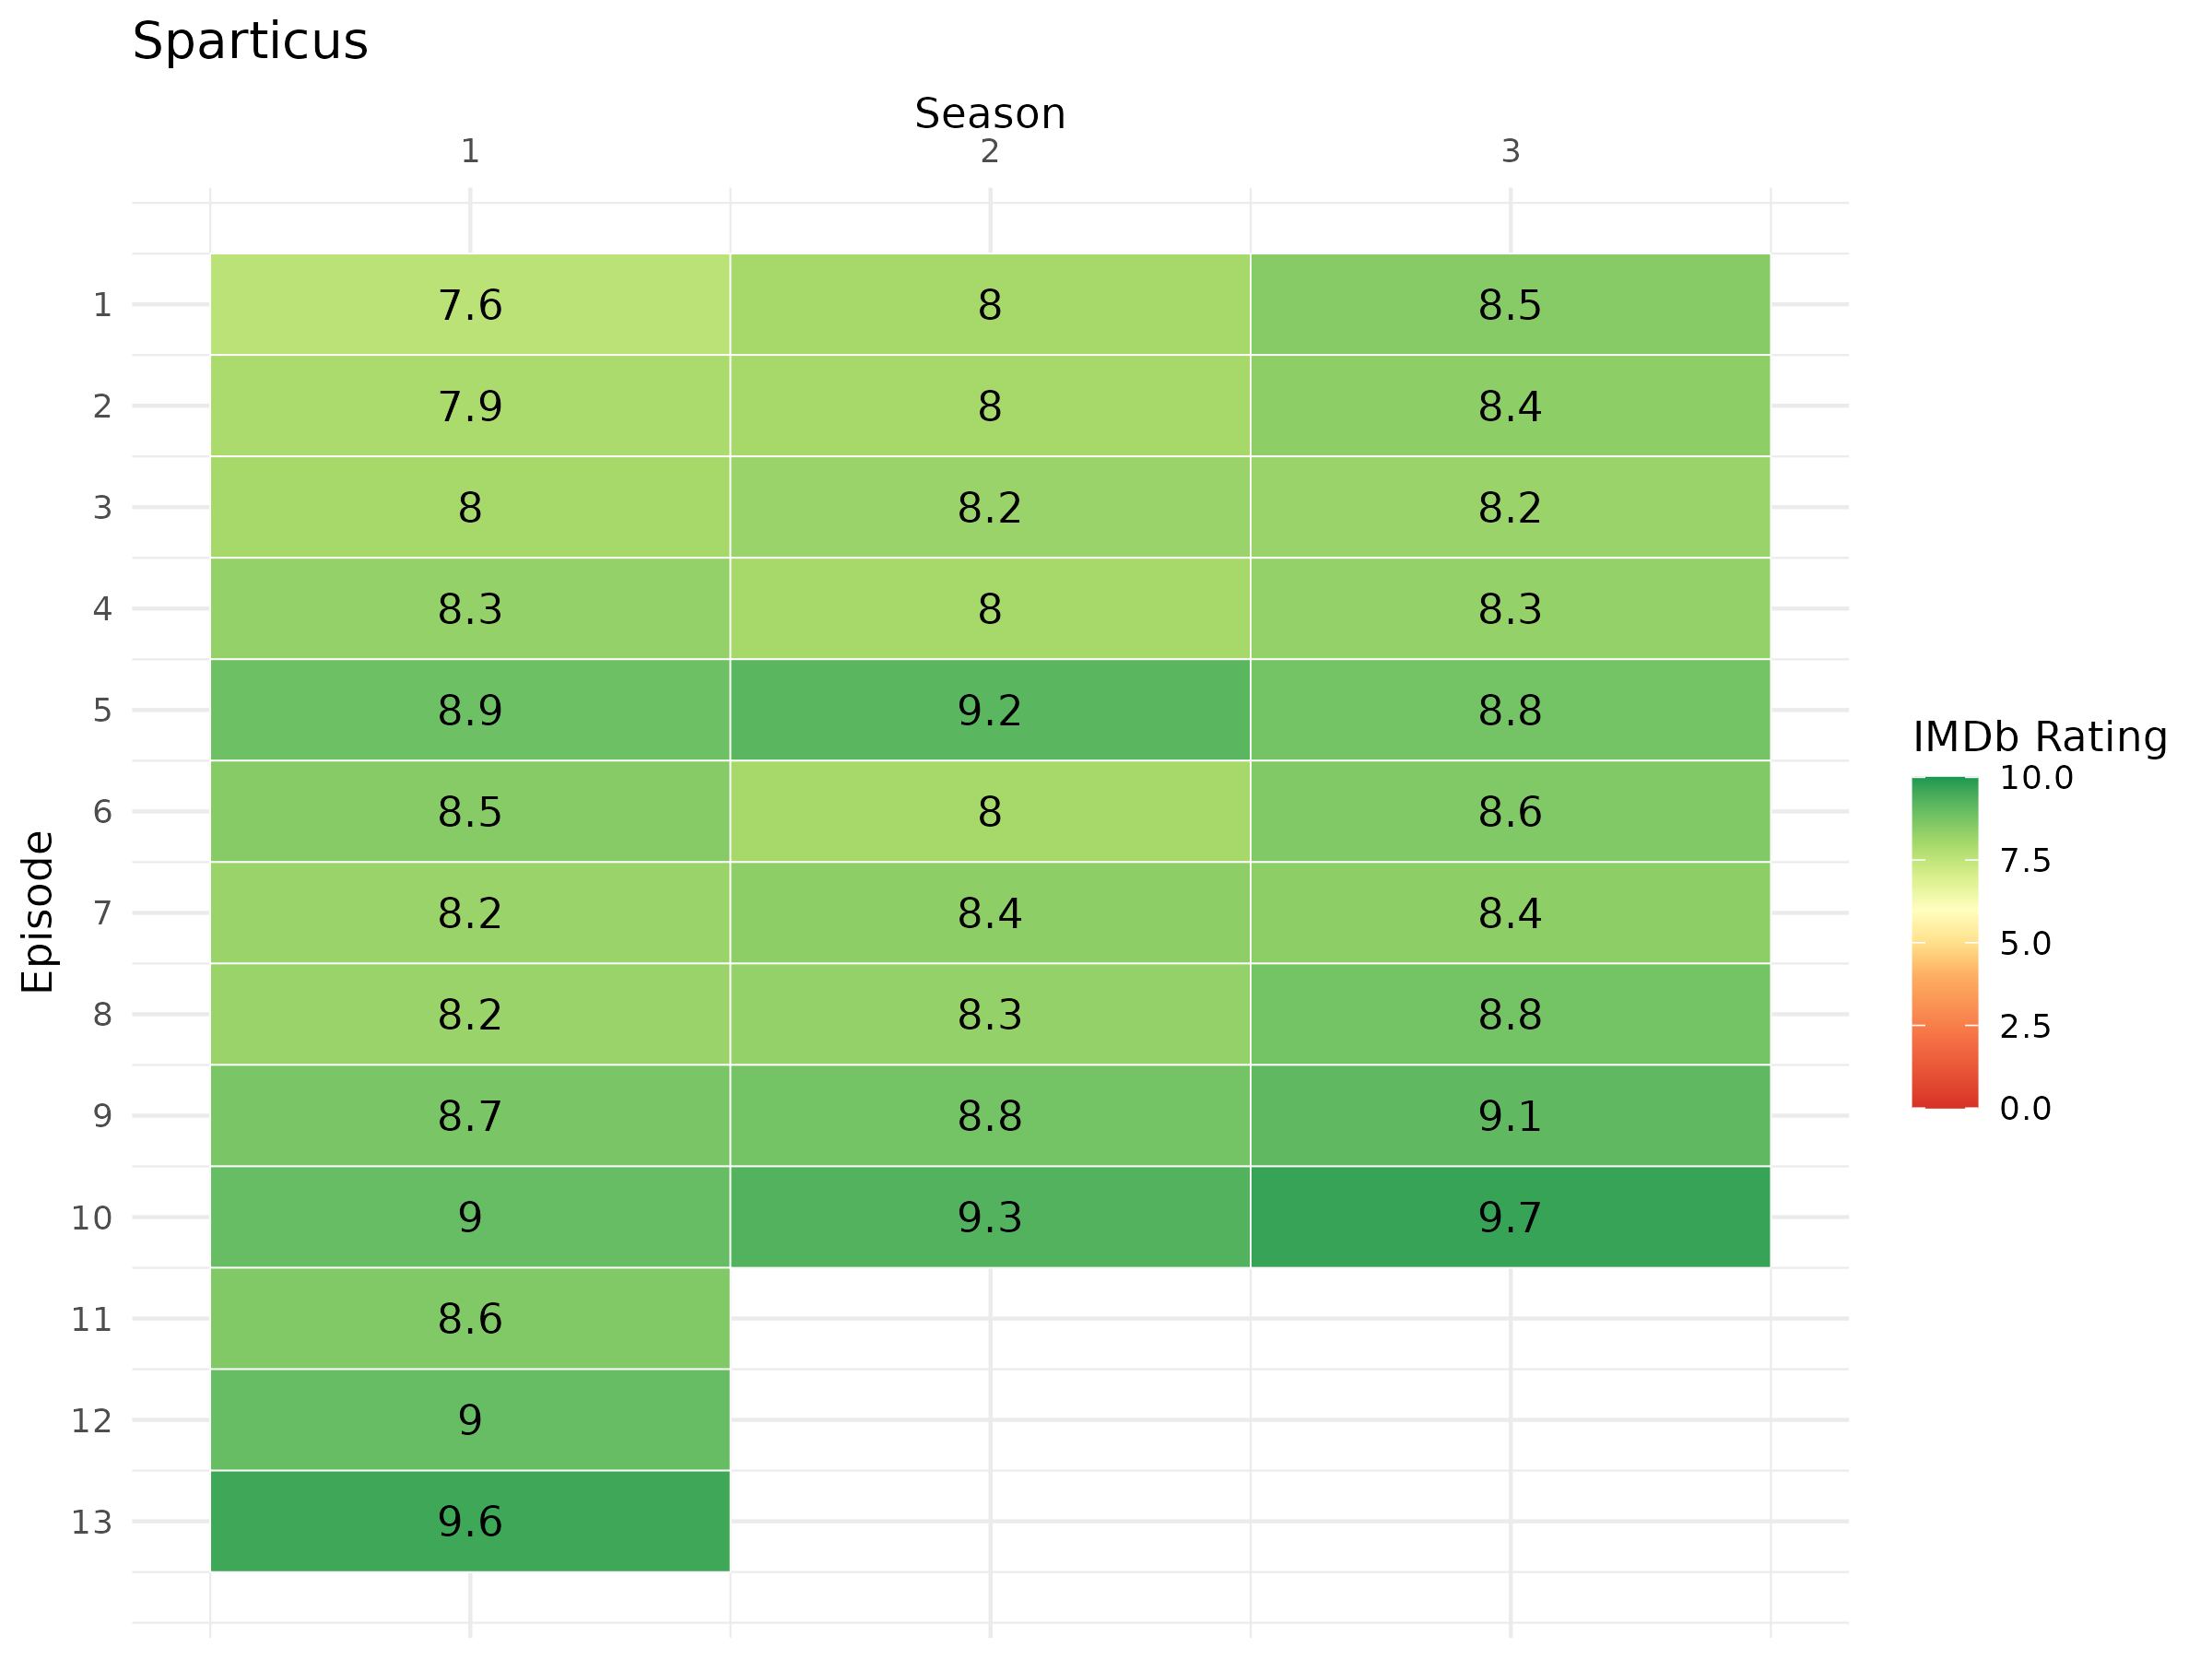 Sparticus
Season
1 2 3
1 7.6 8 8.5
2 7.9 8 8.4
3 8 8.2 8.2
4 8.3 8 8.3
5 8.9 9.2 8.8
6 8.5 8 8.6
7 8.2 8.4 8.4
8 8.2 8.3 8.8
9 8.7 8.8 9.1
10 9 9.3 9.7
11 8.6
12 9
13 9.6
Episode
IMDb Rating
10.0
7.5
5.0
2.5
0.0